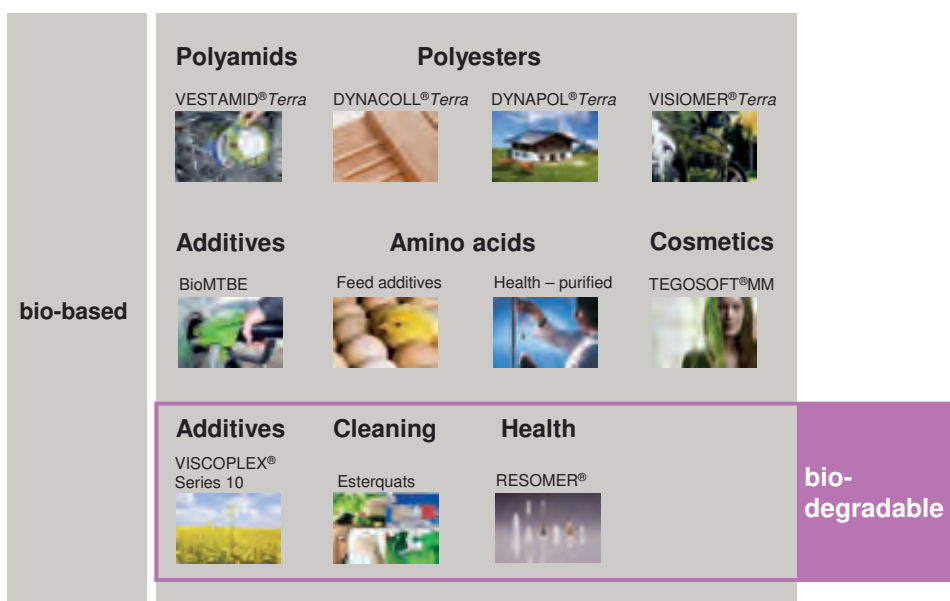 Polyamids Polyesters
VESTAMID®Terra DYNACOLL®Terra DYNAPOL®Terra VISIOMER®Terra
Additives Amino acids Cosmetics
BioMTBE Feed additives Health – purified TEGOSOFT®MM
bio-based
Additives Cleaning Health
VISCOPLEX®
Series 10 Esterquats RESOMER®
bio-
degradable